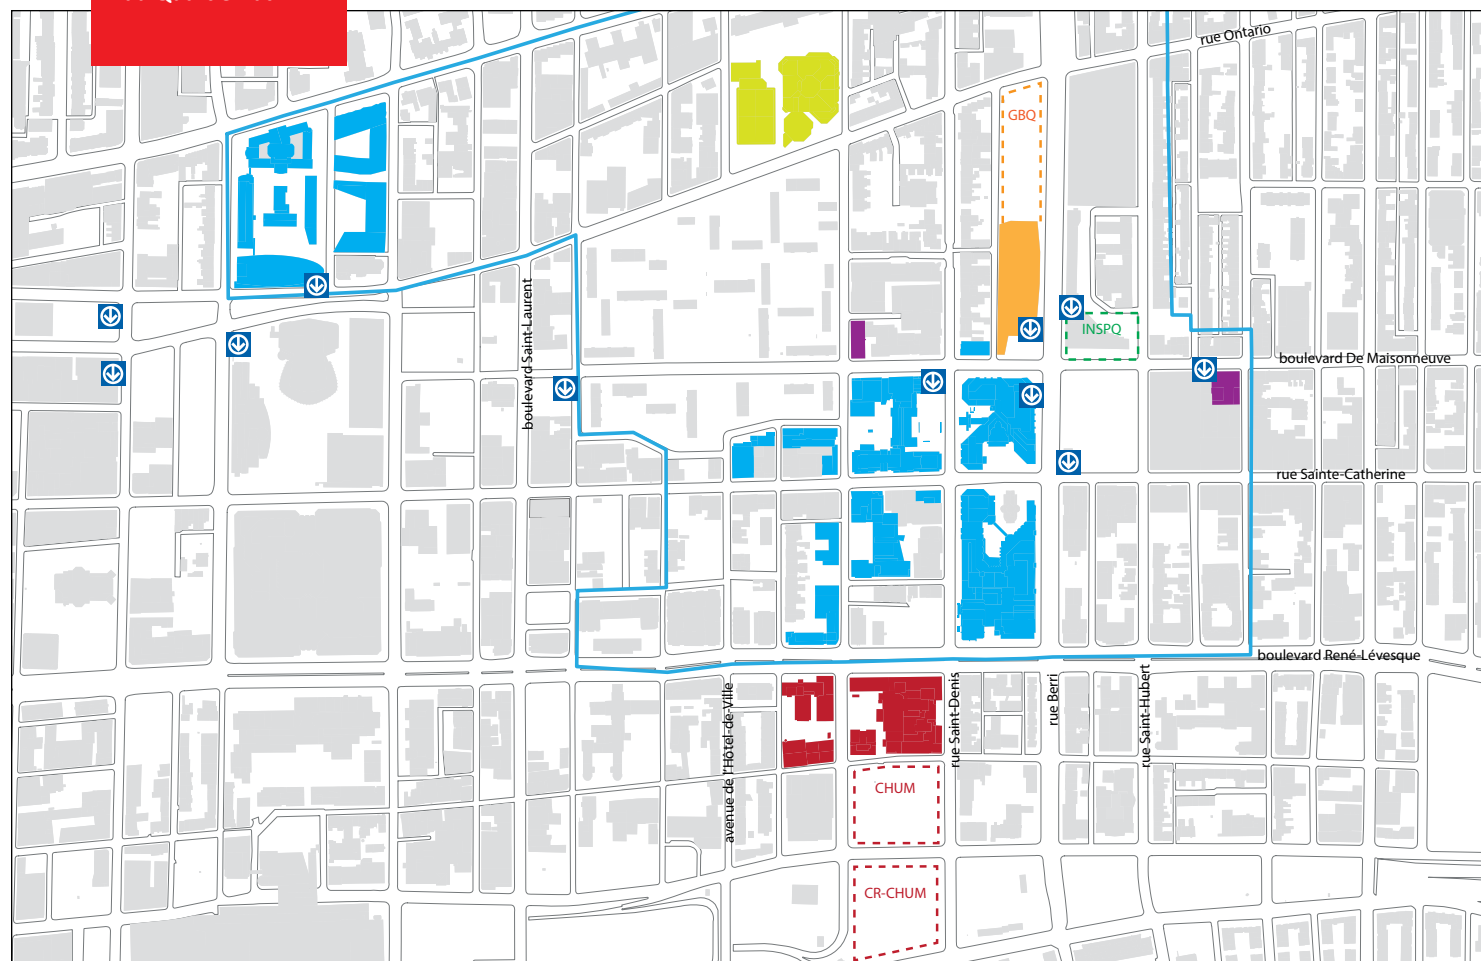 rue Ontario
GBQ
INSPQ
boulevard De Maisonneuve
boulevard Saint-Laurent
rue Sainte-Catherine
boulevard René-Lévesque
avenue de l'Hôtel-de-Ville
rue Saint-Denis
rue Berri
rue Saint-Hubert
CHUM
CR-CHUM